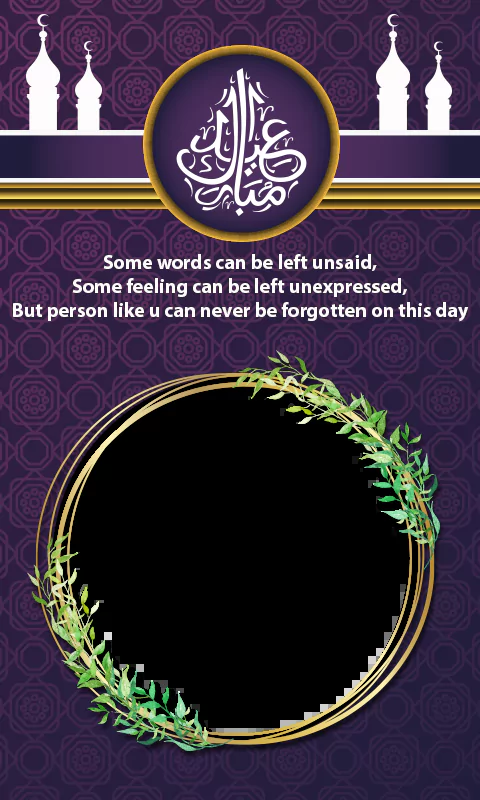 عيد مبارك
Some words can be left unsaid,
Some feeling can be left unexpressed,
But person like u can never be forgotten on this day